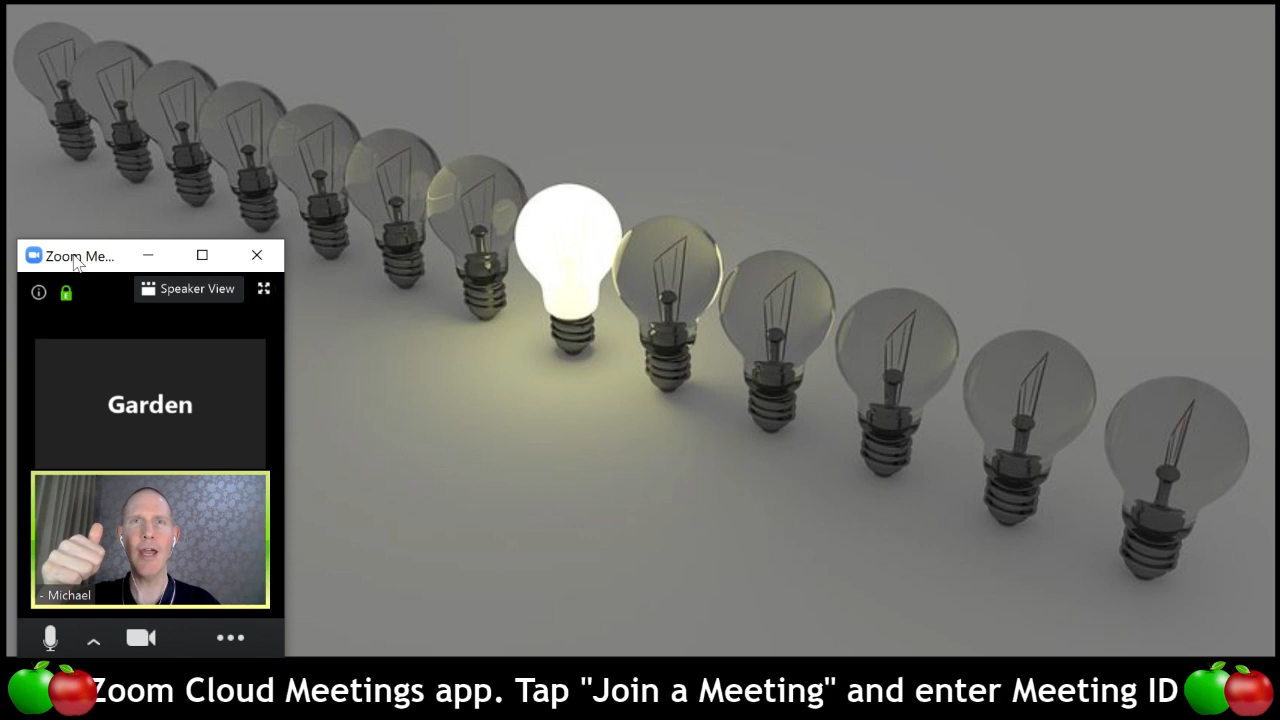 Zoom Me...
Speaker View
Garden
- Michael
Zoom Cloud Meetings app. Tap "Join a Meeting" and enter Meeting ID